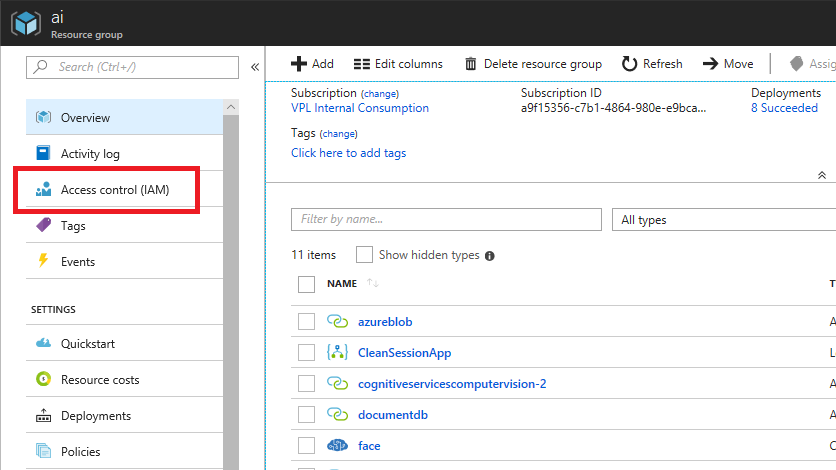 ai
Resource group
Search (Ctrl+/)
Overview
Activity log
Access control (IAM)
Tags
Events
SETTINGS
Quickstart
Resource costs
Deployments
Policies
Add Edit columns Delete resource group Refresh Move Assig
Subscription (change) Subscription ID Deployments
VPL Internal Consumption a9f15356-c7b1-4864-980e-e9bca... 8 Succeeded
Tags (change)
Click here to add tags
Filter by name... All types
11 items Show hidden types
NAME T
azureblob A
CleanSessionApp L
cognitiveservicescomputervision-2 A
documentdb A
face C